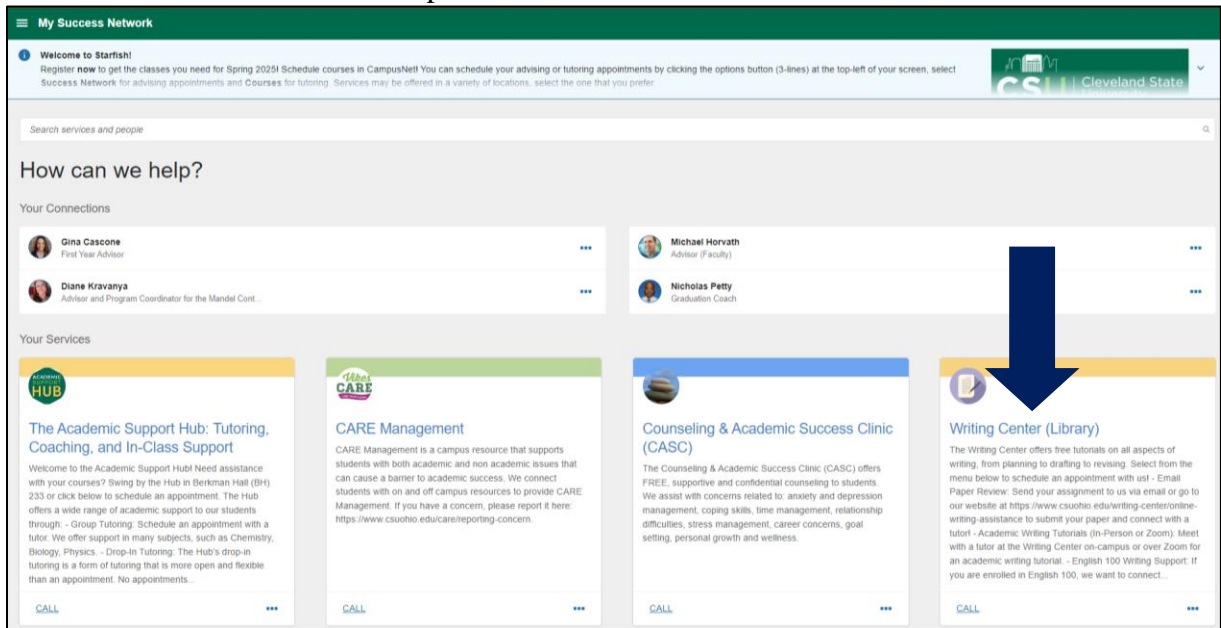 My Success Network
Welcome to Starfish!
Register now to get the classes you need for Spring 2025! Schedule courses in CampusNet!! You can schedule your advising or tutoring appointments by clicking the options button (3-lines) at the top-left of your screen, select
Success Network for advising appointments and Courses for tutoring. Services may be offered in a variety of locations, select the one that you prefer.
CSU Cleveland State
Search services and people
How can we help?
Your Connections
Gina Cascone
First Year Advisor
Michael Horvath
Advisor (Faculty)
Diane Kravanya
Advisor and Program Coordinator for the Mandel Cont...
Nicholas Petty
Graduation Coach
Your Services
ACADEMIC
SUPPORT
HUB
The Academic Support Hub: Tutoring,
Coaching, and In-Class Support
Welcome to the Academic Support Hub! Need assistance
with your courses? Swing by the Hub in Berkman Hall (BH)
233 or click below to schedule an appointment. The Hub
offers a wide range of academic support to our students
through: - Group Tutoring: Schedule an appointment with a
tutor. We offer support in many subjects, such as Chemistry,
Biology, Physics. - Drop-In Tutoring: The Hub's drop-in
tutoring is a form of tutoring that is more open and flexible
than an appointment. No appointments...
CALL
Vikes
CARE
CARE Management
CARE Management is a campus resource that supports
students with both academic and non academic issues that
can cause a barrier to academic success. We connect
students with on and off campus resources to provide CARE
Management. If you have a concern, please report it here:
https://www.csuohio.edu/care/reporting-concern.
CALL
Counseling & Academic Success Clinic
(CASC)
The Counseling & Academic Success Clinic (CASC) offers
FREE, supportive and confidential counseling to students.
We assist with concerns related to: anxiety and depression
management, coping skills, time management, relationship
difficulties, stress management, career concerns, goal
setting, personal growth and wellness.
CALL
Writing Center (Library)
The Writing Center offers free tutorials on all aspects of
writing, from planning to drafting to revising. Select from the
menu below to schedule an appointment with us! - Email
Paper Review: Send your assignment to us via email or go to
our website at https://www.csuohio.edu/writing-center/online-
writing-assistance to submit your paper and connect with a
tutor! - Academic Writing Tutorials (In-Person or Zoom): Meet
with a tutor at the Writing Center on-campus or over Zoom for
an academic writing tutorial. - English 100 Writing Support: If
you are enrolled in English 100, we want to connect...
CALL